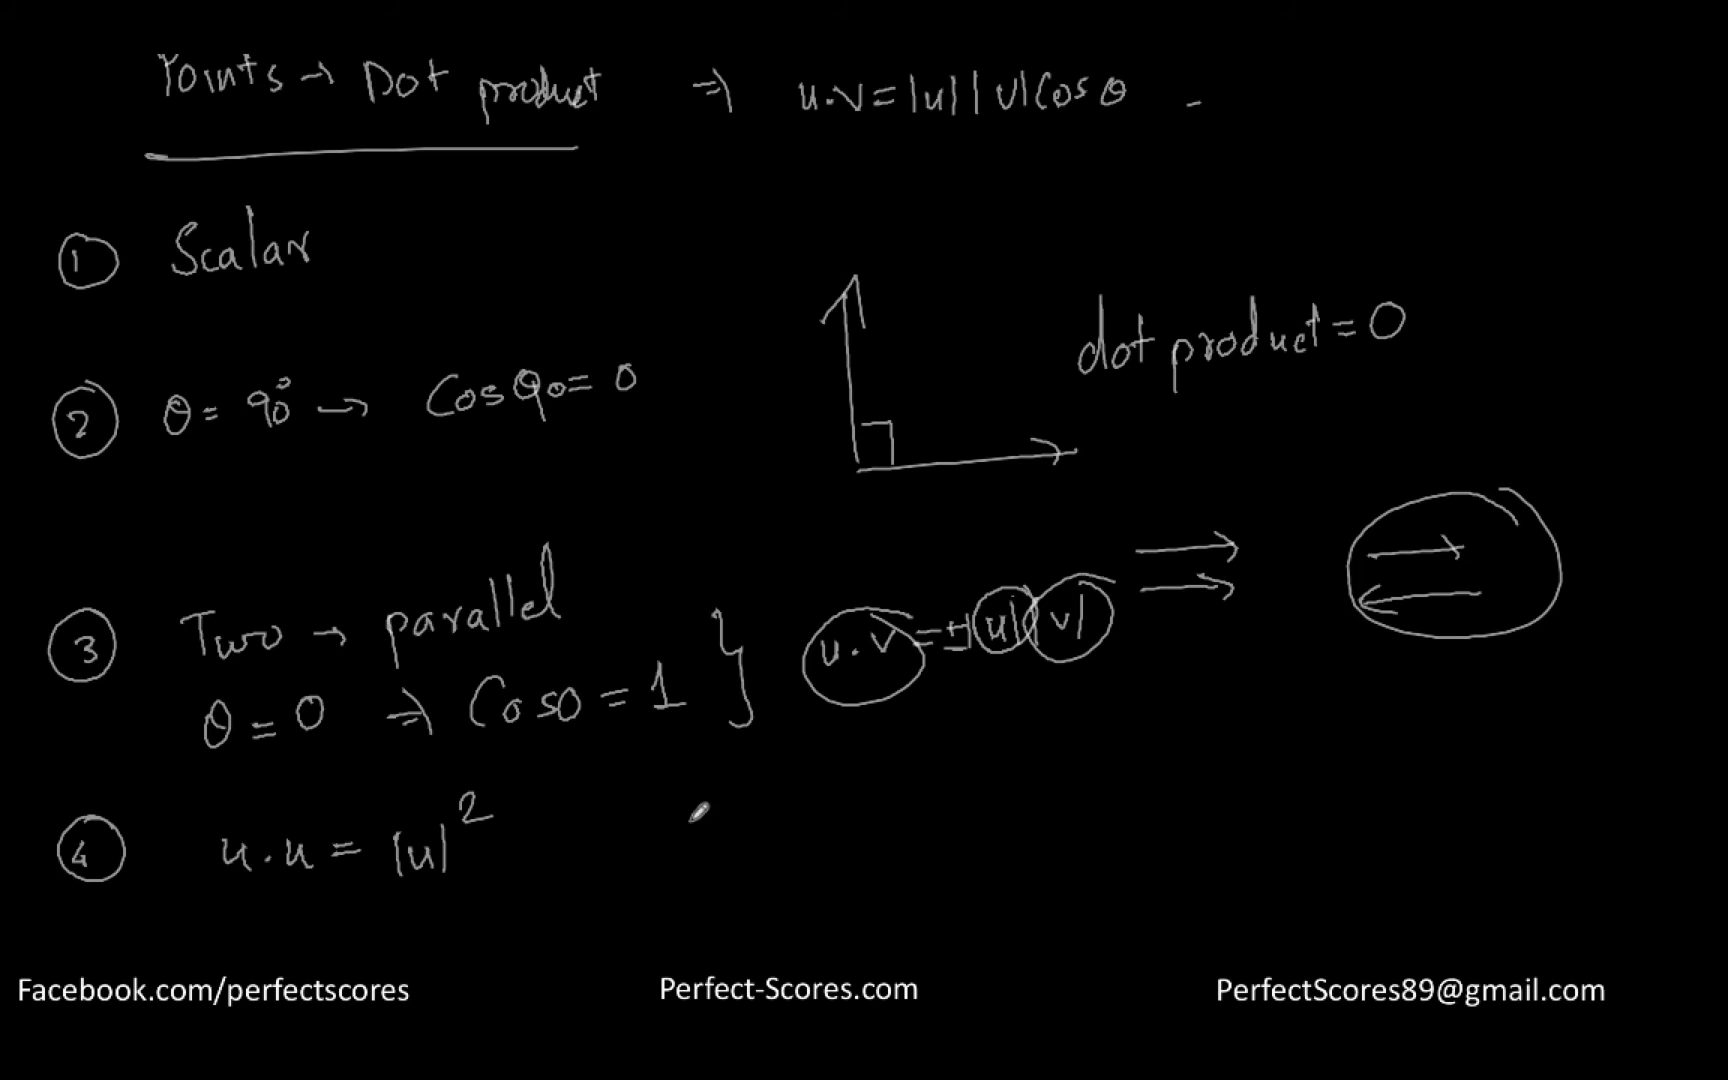 Points → Dot product ⇒ u.v = |u| |v| Cos θ -
① Scalar
dot product = 0
② θ = 90° → Cos 90 = 0
③ Two → parallel
u.v = ± |u| |v|
θ = 0 ⇒ Cos 0 = 1
④ u.u = |u|²
Facebook.com/perfectscores
Perfect-Scores.com
PerfectScores89@gmail.com